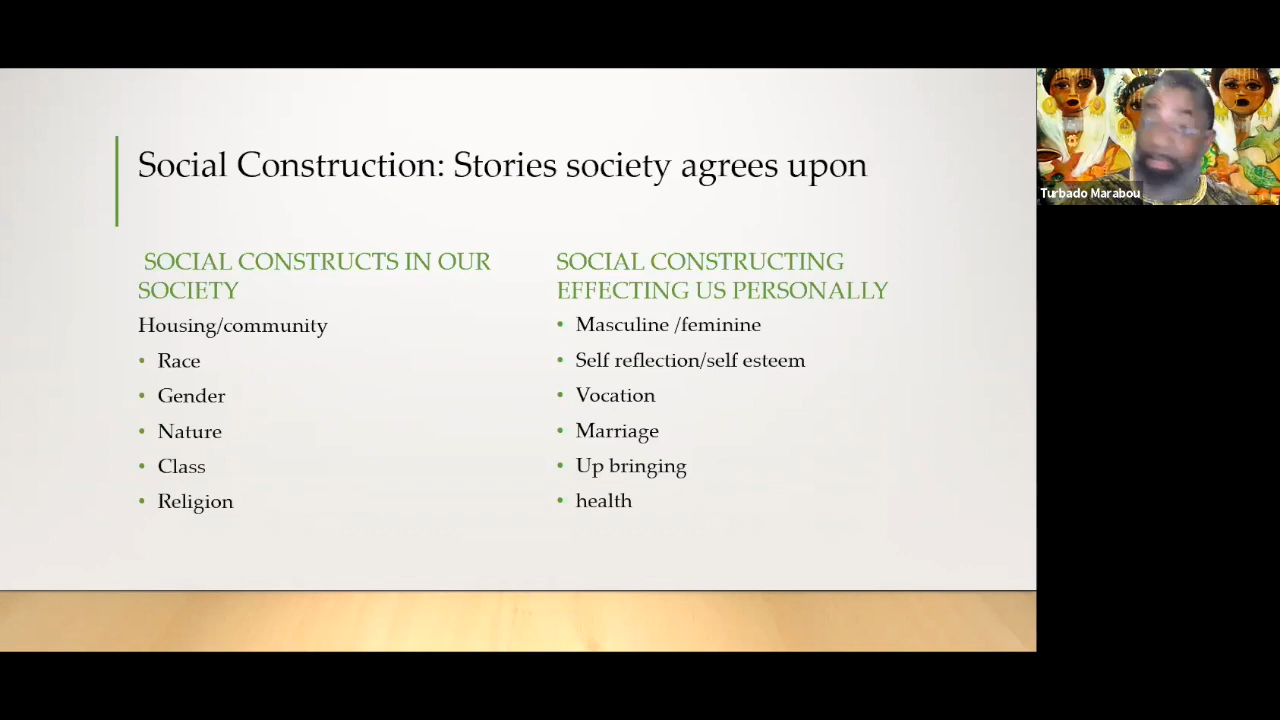 Social Construction: Stories society agrees upon
SOCIAL CONSTRUCTS IN OUR
SOCIETY
Housing/community
• Race
• Gender
• Nature
• Class
• Religion
SOCIAL CONSTRUCTING
EFFECTING US PERSONALLY
• Masculine /feminine
• Self reflection/self esteem
• Vocation
• Marriage
• Up bringing
• health
Turbado Marabou